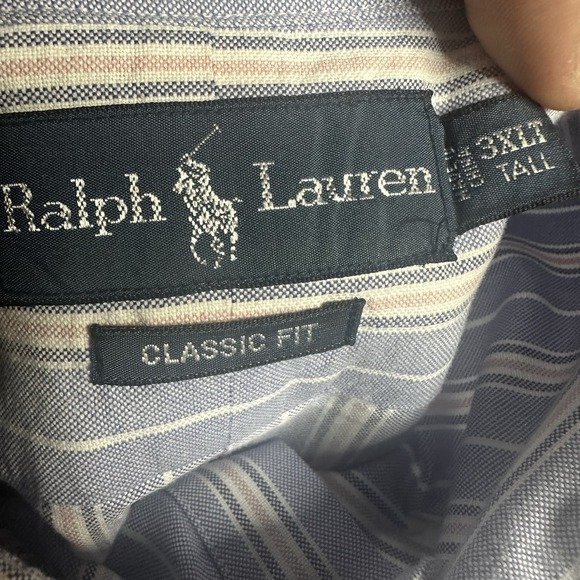 Ralph Lauren
3XLT
TALL
CLASSIC FIT